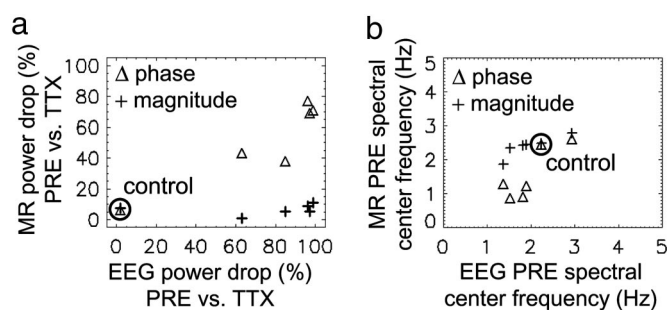 a
MR power drop (%)
PRE vs. TTX
100
80
60
40
20
0
Δ phase
+ magnitude
control
0 20 40 60 80 100
EEG power drop (%)
PRE vs. TTX
b
MR PRE spectral
center frequency (Hz)
5
4
3
2
1
0
Δ phase
+ magnitude
control
0 1 2 3 4 5
EEG PRE spectral
center frequency (Hz)